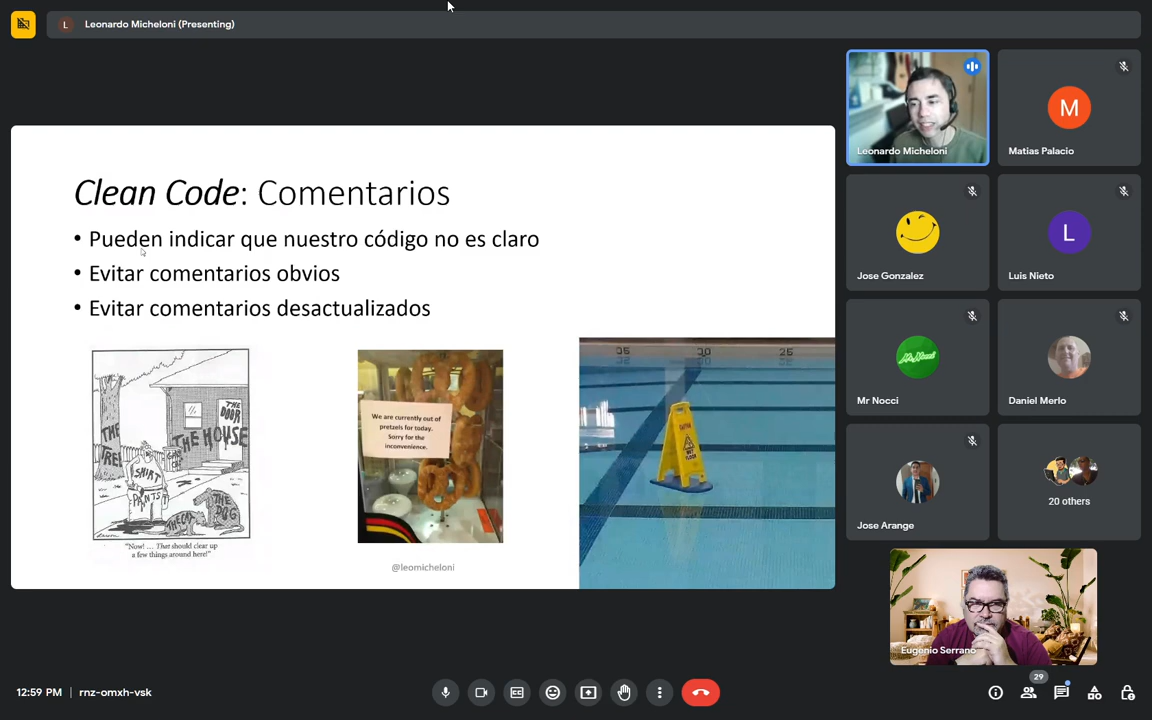 L Leonardo Micheloni (Presenting)
Clean Code: Comentarios
• Pueden indicar que nuestro código no es claro
• Evitar comentarios obvios
• Evitar comentarios desactualizados
THE TREE
THE DOOR
THE HOUSE
SHIRT
PANTS
THE CAT
THE DOG
"Now! ... That should clear up
a few things around here!"
We are currently out of
pretzels for today.
Sorry for the
inconvenience.
25
WET FLOOR
@leomicheloni
Leonardo Micheloni
M
Matias Palacio
Jose Gonzalez
L
Luis Nieto
Mr Nocci
Mr Nocci
Daniel Merlo
Jose Arange
20 others
Eugenio Serrano
12:59 PM | rnz-omxh-vsk
29